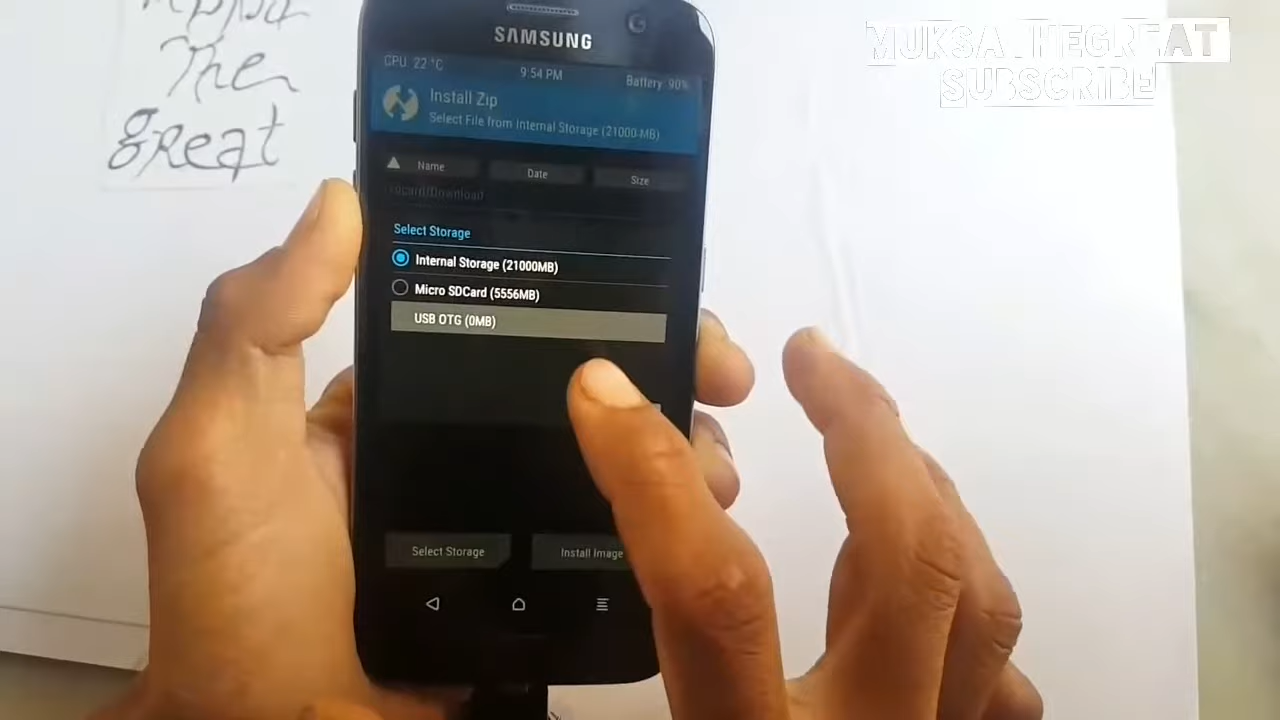 The
great
MUKSA THEGREAT
SUBSCRIBE
SAMSUNG
CPU: 22 °C
9:54 PM
Battery: 90%
Install Zip
Select File from Internal Storage (21000 MB)
Name
Date
Size
/sdcard/Download
Select Storage
Internal Storage (21000MB)
Micro SDCard (5556MB)
USB OTG (0MB)
Select Storage
Install Image